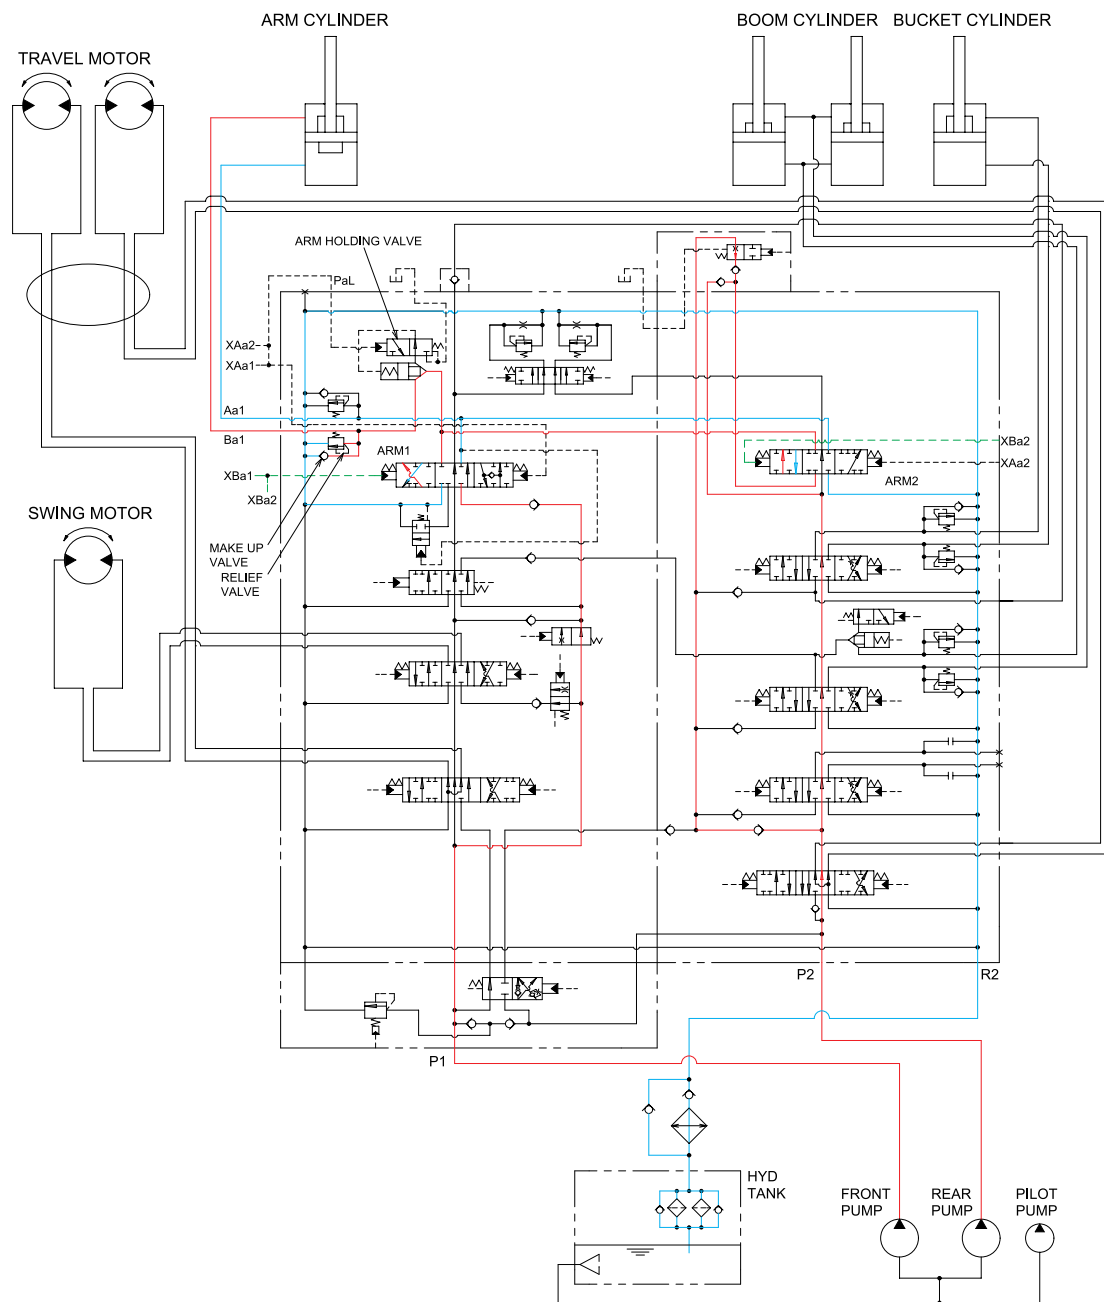 ARM CYLINDER
BOOM CYLINDER
BUCKET CYLINDER
TRAVEL MOTOR
ARM HOLDING VALVE
PaL
XAa2
XAa1
Aa1
Ba1
ARM1
XBa1
XBa2
XBa2
XAa2
ARM2
SWING MOTOR
MAKE UP
VALVE
RELIEF
VALVE
P2
R2
P1
HYD
TANK
FRONT
PUMP
REAR
PUMP
PILOT
PUMP